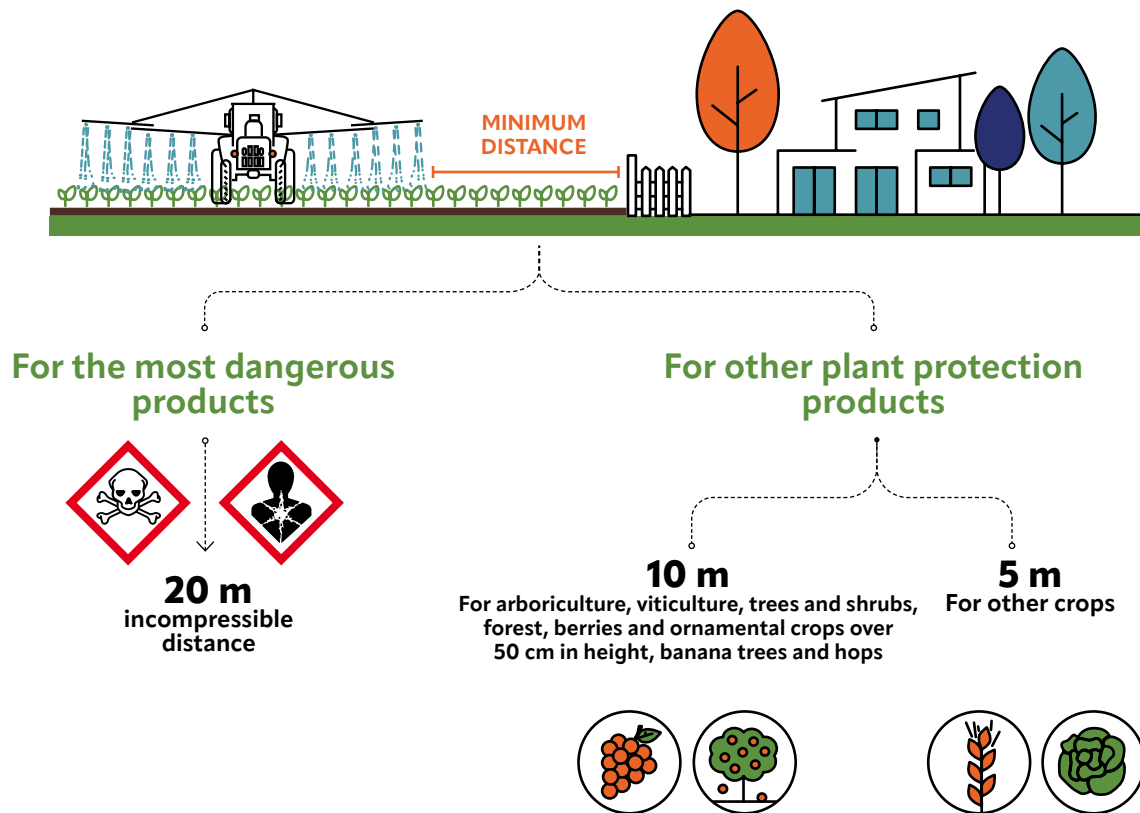 MINIMUM
DISTANCE
For the most dangerous
products
20 m
incompressible
distance
For other plant protection
products
10 m
For arboriculture, viticulture, trees and shrubs,
forest, berries and ornamental crops over
50 cm in height, banana trees and hops
5 m
For other crops